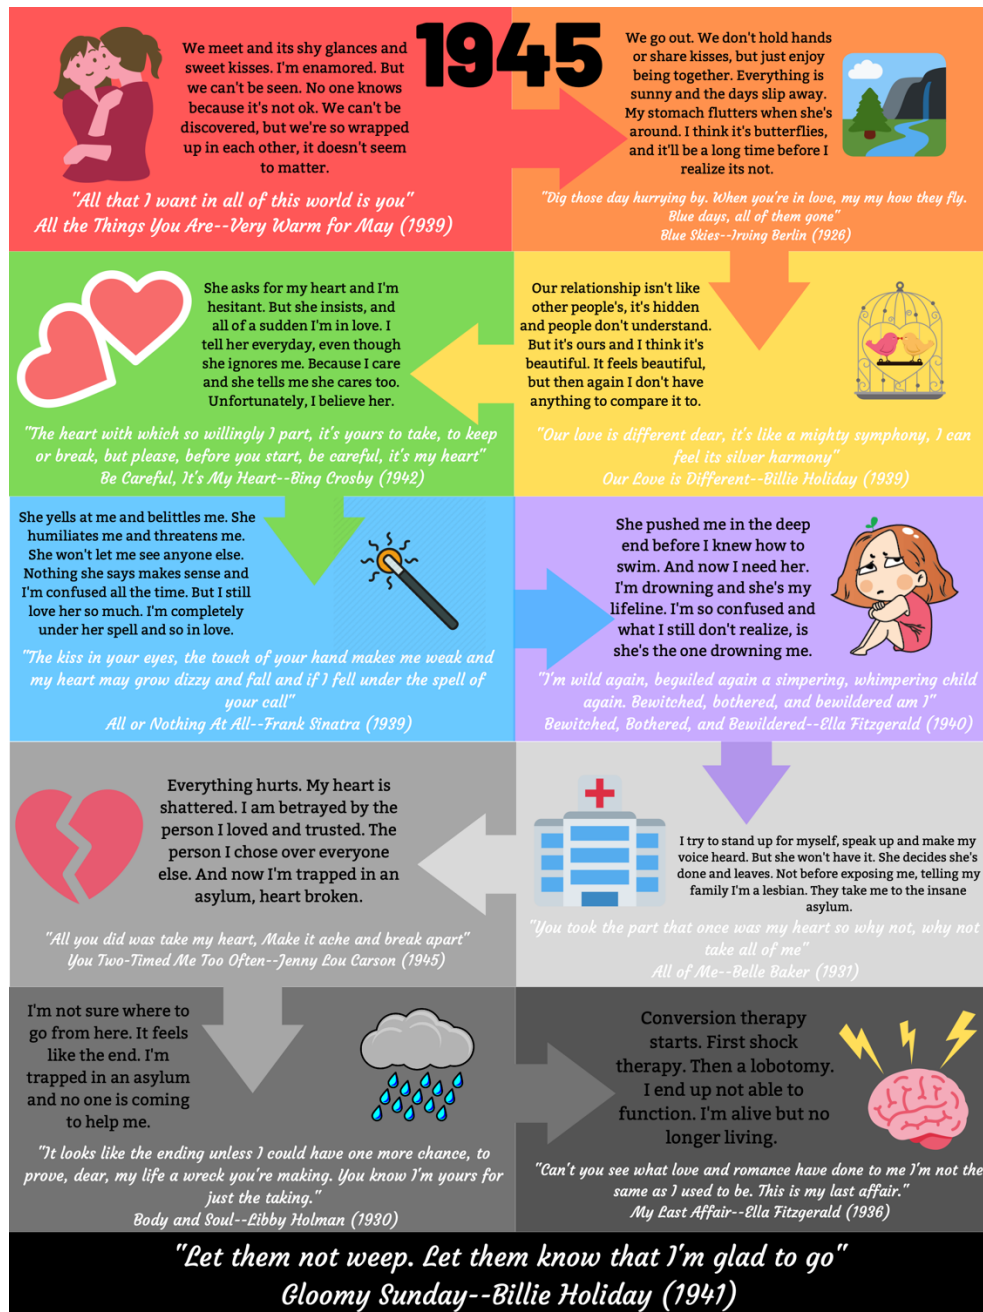 1945
We meet and its shy glances and
sweet kisses. I'm enamored. But
we can't be seen. No one knows
because it's not ok. We can't be
discovered, but we're so wrapped
up in each other, it doesn't seem
to matter.
"All that I want in all of this world is you"
All the Things You Are--Very Warm for May (1939)
We go out. We don't hold hands
or share kisses, but just enjoy
being together. Everything is
sunny and the days slip away.
My stomach flutters when she's
around. I think it's butterflies,
and it'll be a long time before I
realize its not.
"Dig those day hurrying by. When you're in love, my my how they fly.
Blue days, all of them gone"
Blue Skies--Irving Berlin (1926)
Our relationship isn't like
other people's, it's hidden
and people don't understand.
But it's ours and I think it's
beautiful. It feels beautiful,
but then again I don't have
anything to compare it to.
"Our love is different dear, it's like a mighty symphony, I can
feel its silver harmony"
Our Love is Different--Billie Holiday (1939)
She asks for my heart and I'm
hesitant. But she insists, and
all of a sudden I'm in love. I
tell her everyday, even though
she ignores me. Because I care
and she tells me she cares too.
Unfortunately, I believe her.
"The heart with which so willingly I part, it's yours to take, to keep
or break, but please, before you start, be careful, it's my heart"
Be Careful, It's My Heart--Bing Crosby (1942)
She yells at me and belittles me. She
humiliates me and threatens me.
She won't let me see anyone else.
Nothing she says makes sense and
I'm confused all the time. But I still
love her so much. I'm completely
under her spell and so in love.
"The kiss in your eyes, the touch of your hand makes me weak and
my heart may grow dizzy and fall and if I fell under the spell of
your call"
All or Nothing At All--Frank Sinatra (1939)
She pushed me in the deep
end before I knew how to
swim. And now I need her.
I'm drowning and she's my
lifeline. I'm so confused and
what I still don't realize, is
she's the one drowning me.
"I'm wild again, beguiled again a simpering, whimpering child
again. Bewitched, bothered, and bewildered am I"
Bewitched, Bothered, and Bewildered--Ella Fitzgerald (1940)
I try to stand up for myself, speak up and make my
voice heard. But she won't have it. She decides she's
done and leaves. Not before exposing me, telling my
family I'm a lesbian. They take me to the insane
asylum.
"You took the part that once was my heart so why not, why not
take all of me"
All of Me--Belle Baker (1931)
Everything hurts. My heart is
shattered. I am betrayed by the
person I loved and trusted. The
person I chose over everyone
else. And now I'm trapped in an
asylum, heart broken.
"All you did was take my heart, Make it ache and break apart"
You Two-Timed Me Too Often--Jenny Lou Carson (1945)
I'm not sure where to
go from here. It feels
like the end. I'm
trapped in an asylum
and no one is coming
to help me.
"It looks like the ending unless I could have one more chance, to
prove, dear, my life a wreck you're making. You know I'm yours for
just the taking."
Body and Soul--Libby Holman (1930)
Conversion therapy
starts. First shock
therapy. Then a lobotomy.
I end up not able to
function. I'm alive but no
longer living.
"Can't you see what love and romance have done to me I'm not the
same as I used to be. This is my last affair."
My Last Affair--Ella Fitzgerald (1936)
"Let them not weep. Let them know that I'm glad to go"
Gloomy Sunday--Billie Holiday (1941)